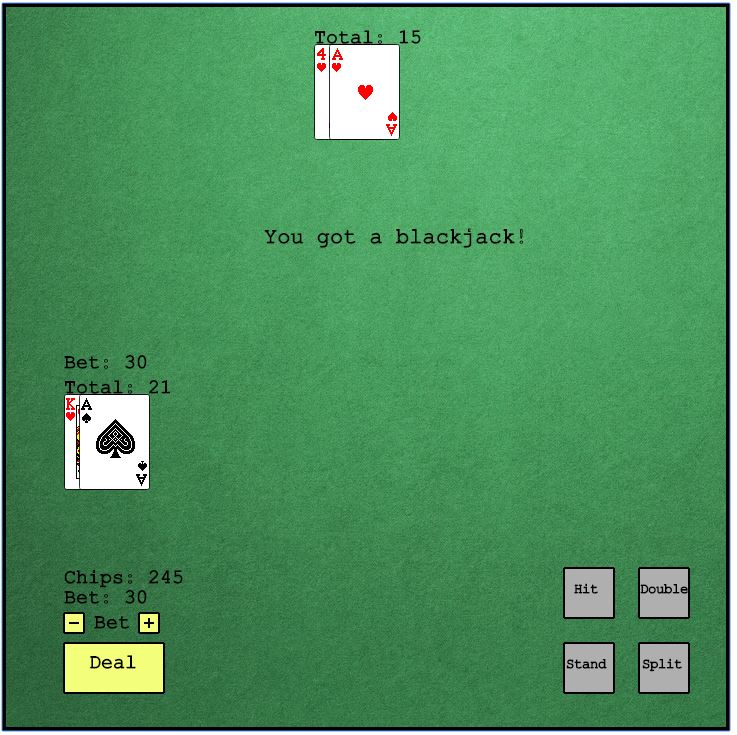 Total: 15
4 A
A
You got a blackjack!
Bet: 30
Total: 21
K A
A
Chips: 245
Bet: 30
- Bet +
Deal
Hit Double
Stand Split